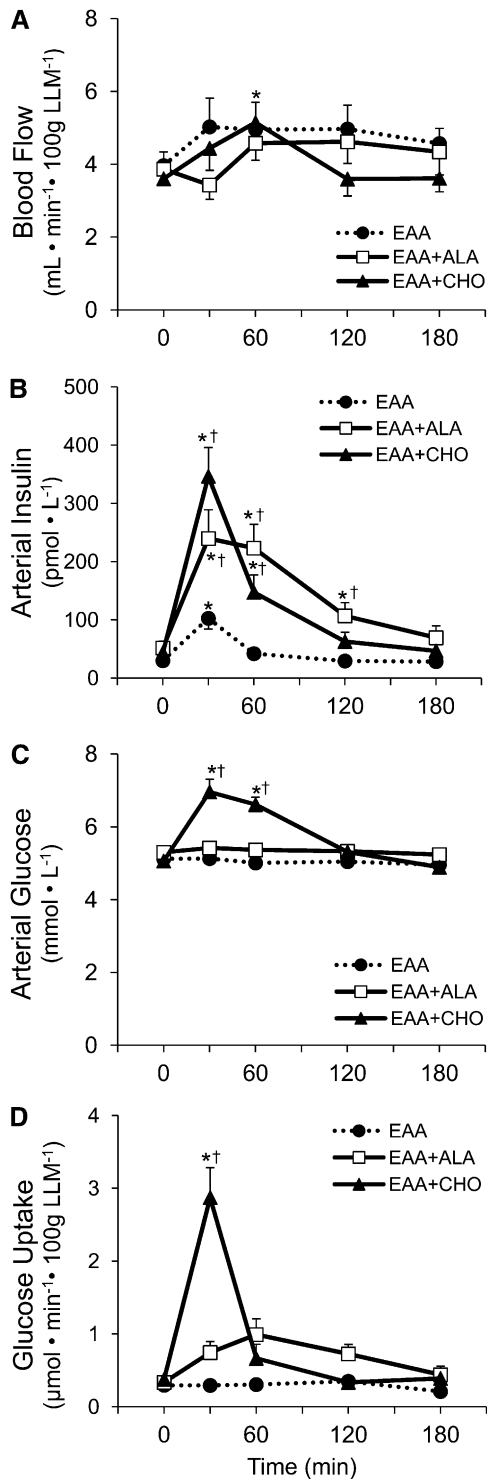 A
8
6
4
2
0
Blood Flow
(mL • min⁻¹• 100g LLM⁻¹)
*
EAA
EAA+ALA
EAA+CHO
0 60 120 180
B
500
400
300
200
100
0
Arterial Insulin
(pmol • L⁻¹)
EAA
EAA+ALA
EAA+CHO
*†
*†
*†
*†
*†
*
0 60 120 180
C
8
6
4
2
0
Arterial Glucose
(mmol • L⁻¹)
*†
*†
EAA
EAA+ALA
EAA+CHO
0 60 120 180
D
4
3
2
1
0
Glucose Uptake
(μmol • min⁻¹• 100g LLM⁻¹)
EAA
EAA+ALA
EAA+CHO
*†
0 60 120 180
Time (min)